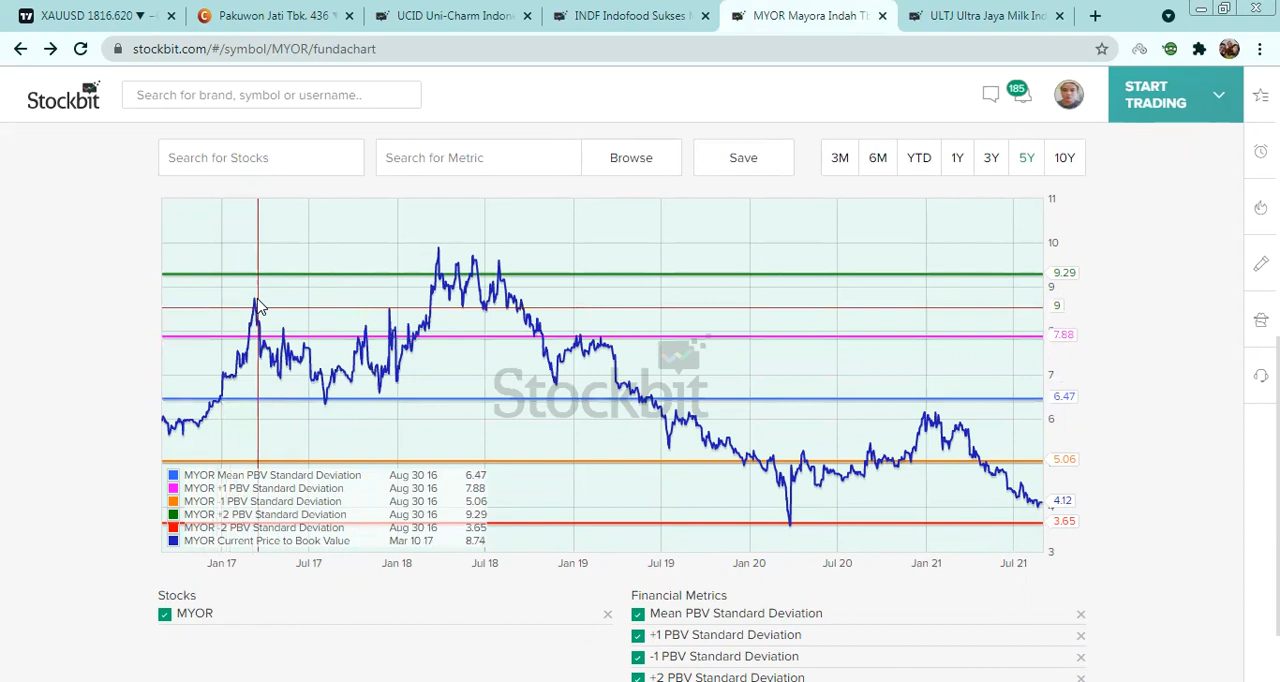 XAUUSD 1816.620 ▼ −
Pakuwon Jati Tbk. 436
UCID Uni-Charm Indon
INDF Indofood Sukses
MYOR Mayora Indah Tb
ULTJ Ultra Jaya Milk Ind
stockbit.com/#/symbol/MYOR/fundachart
Stockbit
Search for brand, symbol or username..
185
START TRADING
Search for Stocks
Search for Metric
Browse
Save
3M
6M
YTD
1Y
3Y
5Y
10Y
11
10
9.29
9
9
7.88
7
6.47
6
5.06
4.12
3.65
3
Stockbit
MYOR Mean PBV Standard Deviation Aug 30 16 6.47
MYOR +1 PBV Standard Deviation Aug 30 16 7.88
MYOR -1 PBV Standard Deviation Aug 30 16 5.06
MYOR +2 PBV Standard Deviation Aug 30 16 9.29
MYOR -2 PBV Standard Deviation Aug 30 16 3.65
MYOR Current Price to Book Value Mar 10 17 8.74
Jan 17
Jul 17
Jan 18
Jul 18
Jan 19
Jul 19
Jan 20
Jul 20
Jan 21
Jul 21
Stocks
MYOR
Financial Metrics
Mean PBV Standard Deviation
+1 PBV Standard Deviation
-1 PBV Standard Deviation
+2 PBV Standard Deviation